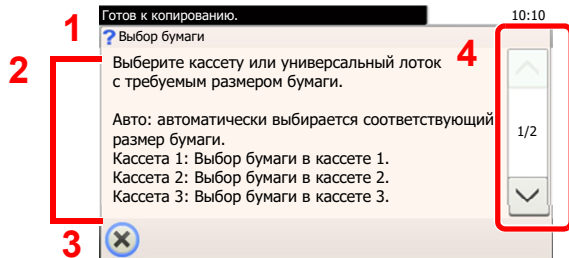 Готов к копированию.
10:10
1
? Выбор бумаги
2
4
Выберите кассету или универсальный лоток
с требуемым размером бумаги.
Авто: автоматически выбирается соответствующий
размер бумаги.
1/2
Кассета 1: Выбор бумаги в кассете 1.
Кассета 2: Выбор бумаги в кассете 2.
Кассета 3: Выбор бумаги в кассете 3.
3